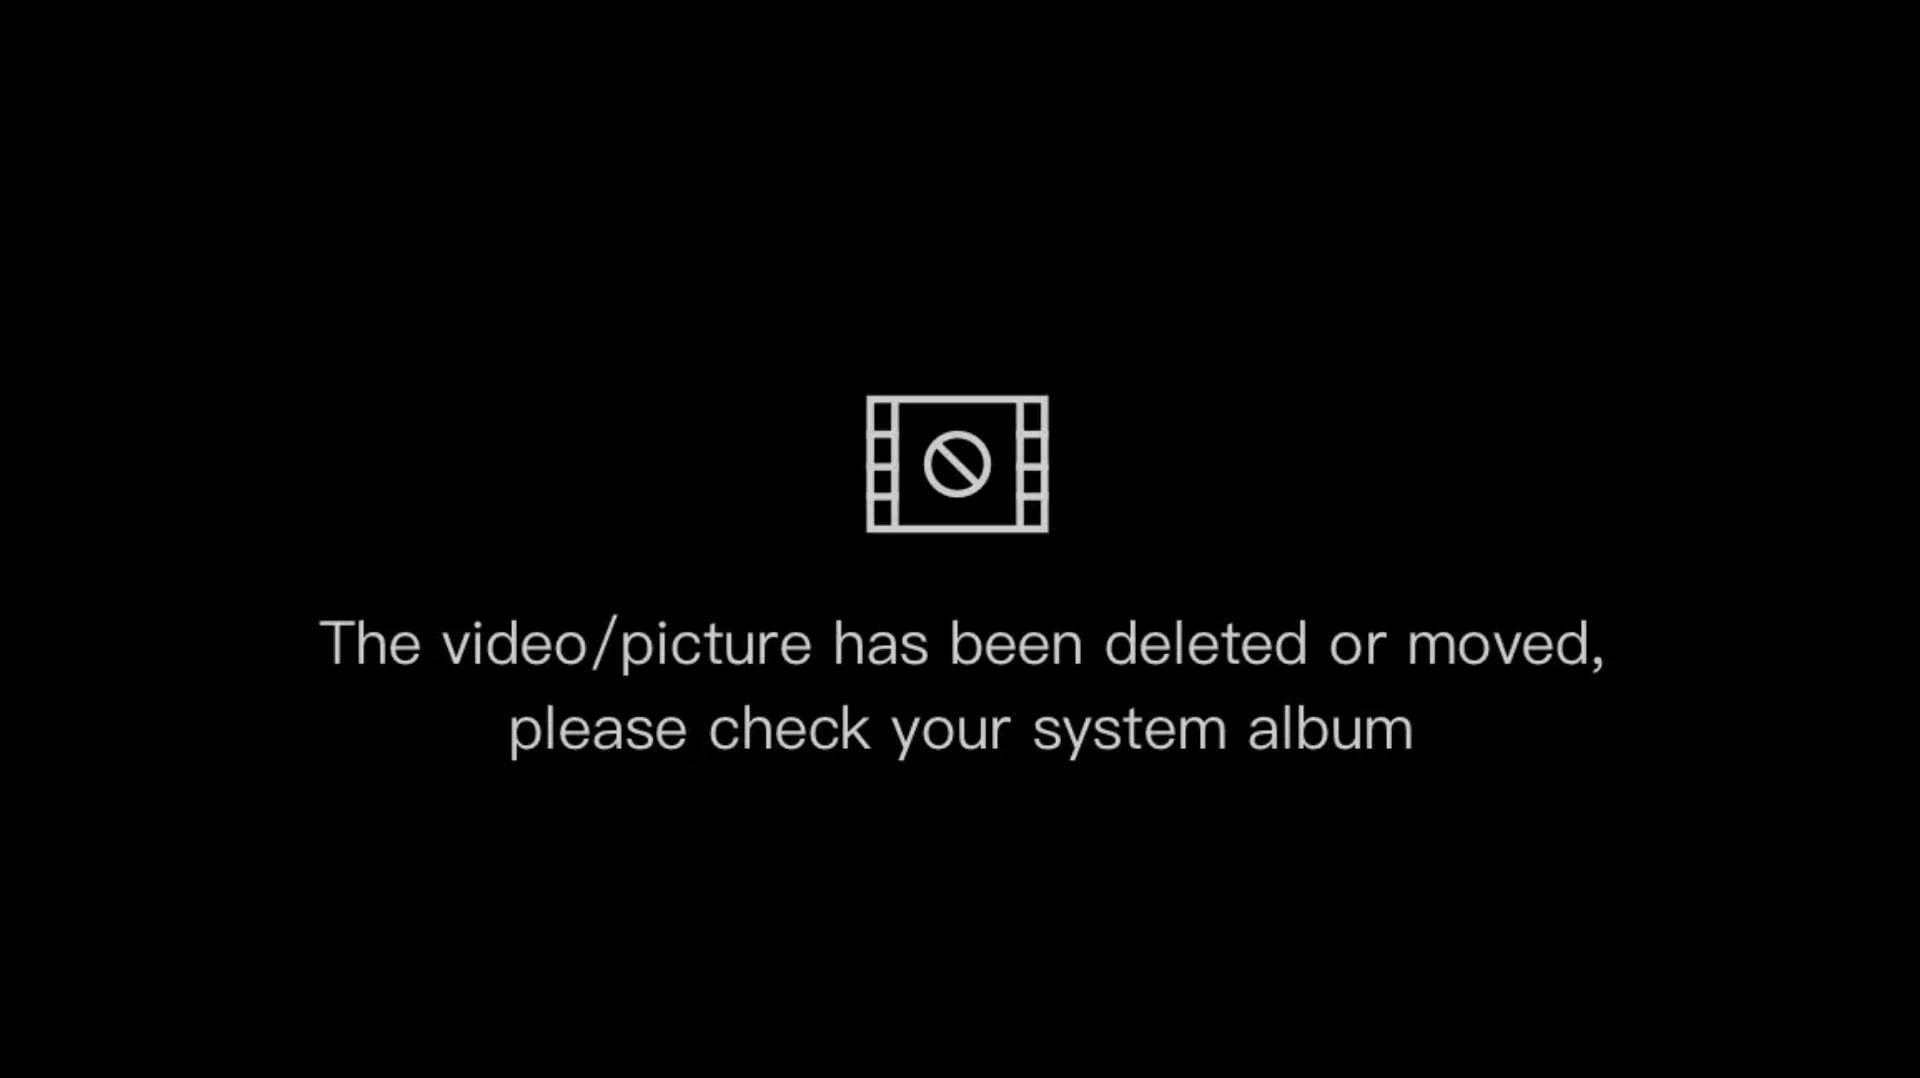 The video/picture has been deleted or moved,
please check your system album